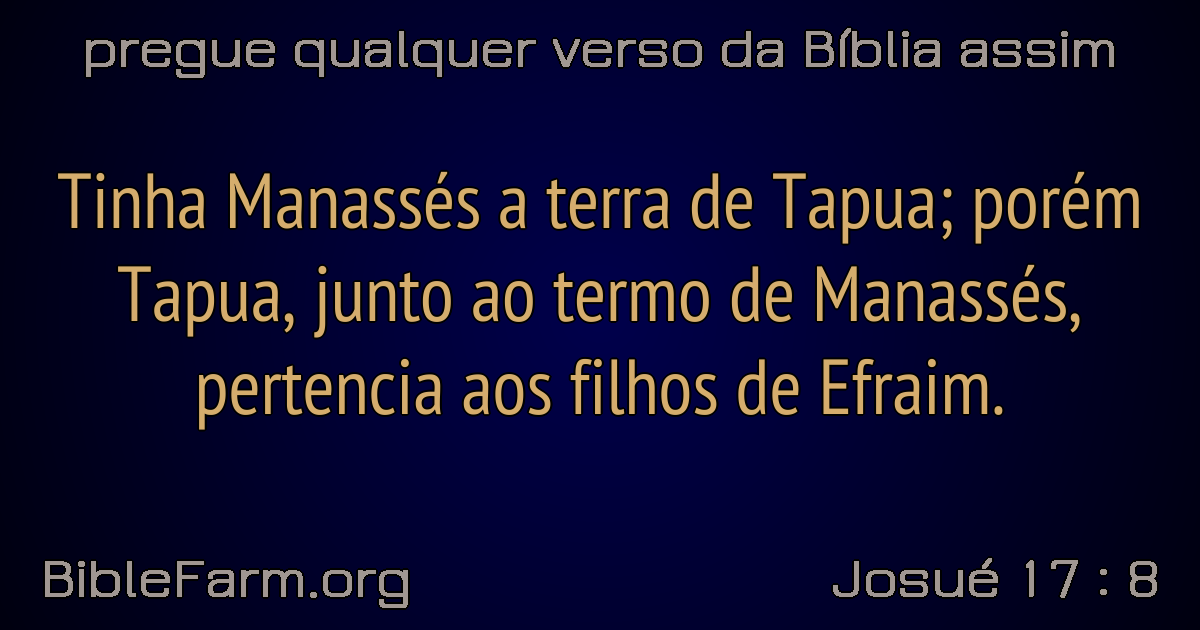 pregue qualquer verso da Bíblia assim
Tinha Manassés a terra de Tapua; porém
Tapua, junto ao termo de Manassés,
pertencia aos filhos de Efraim.
BibleFarm.org
Josué 17 : 8